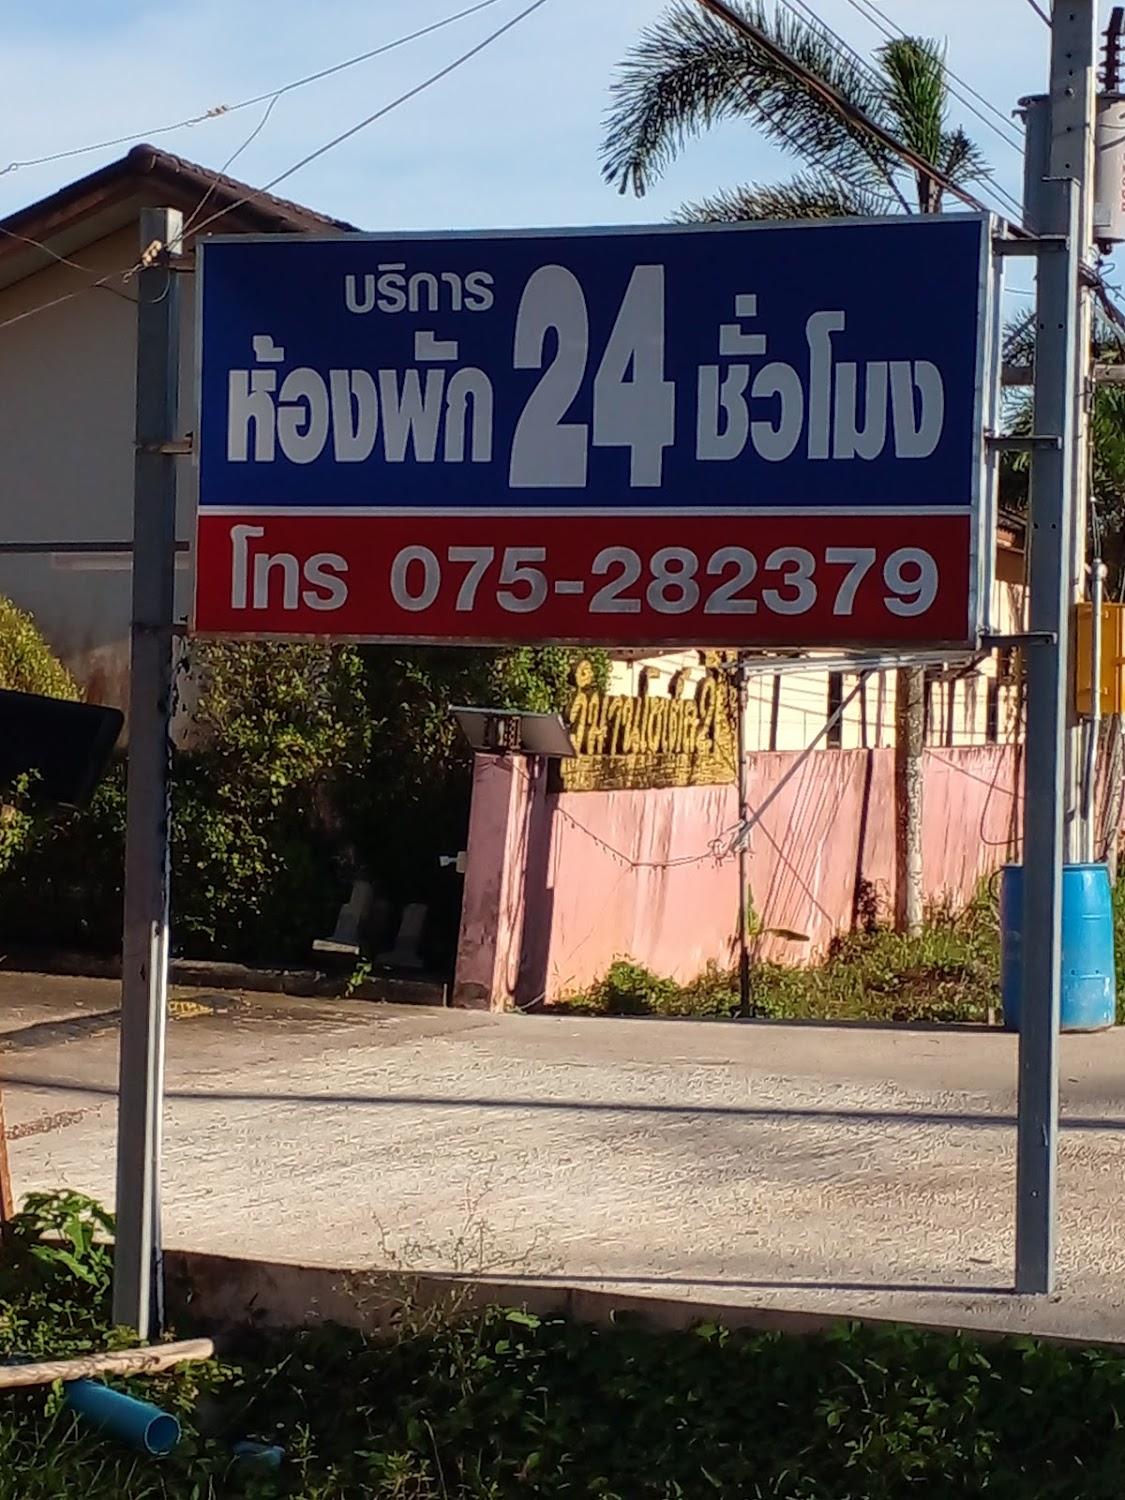 บริการ
ห้องพัก 24 ชั่วโมง
โทร 075-282379